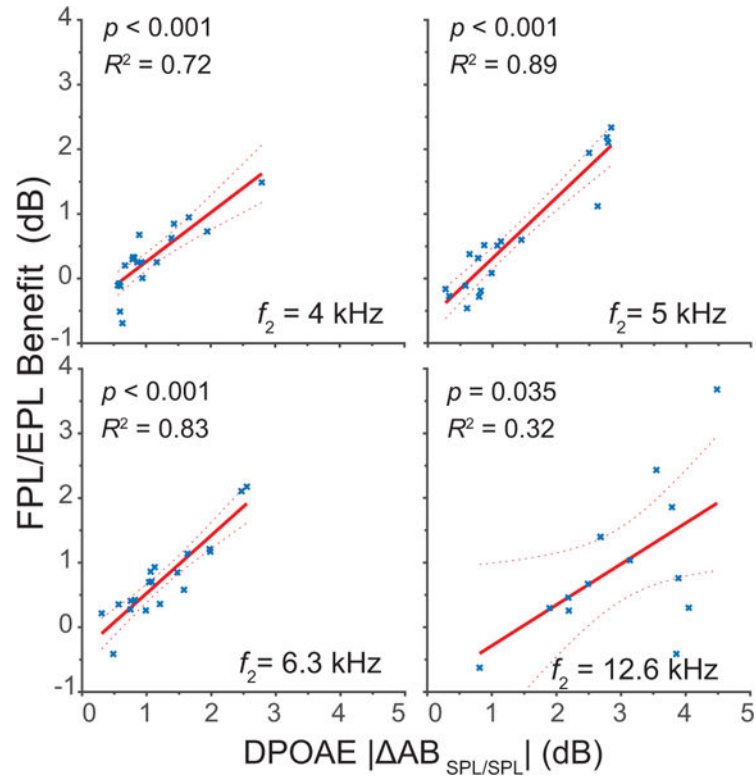 FPL/EPL Benefit (dB)
4
3
2
1
0
-1
p < 0.001
R² = 0.72
f₂ = 4 kHz
p < 0.001
R² = 0.89
f₂ = 5 kHz
4
3
2
1
0
-1
p < 0.001
R² = 0.83
f₂= 6.3 kHz
p = 0.035
R² = 0.32
f₂ = 12.6 kHz
0 1 2 3 4 5 0 1 2 3 4 5
DPOAE |ΔAB SPL/SPL| (dB)